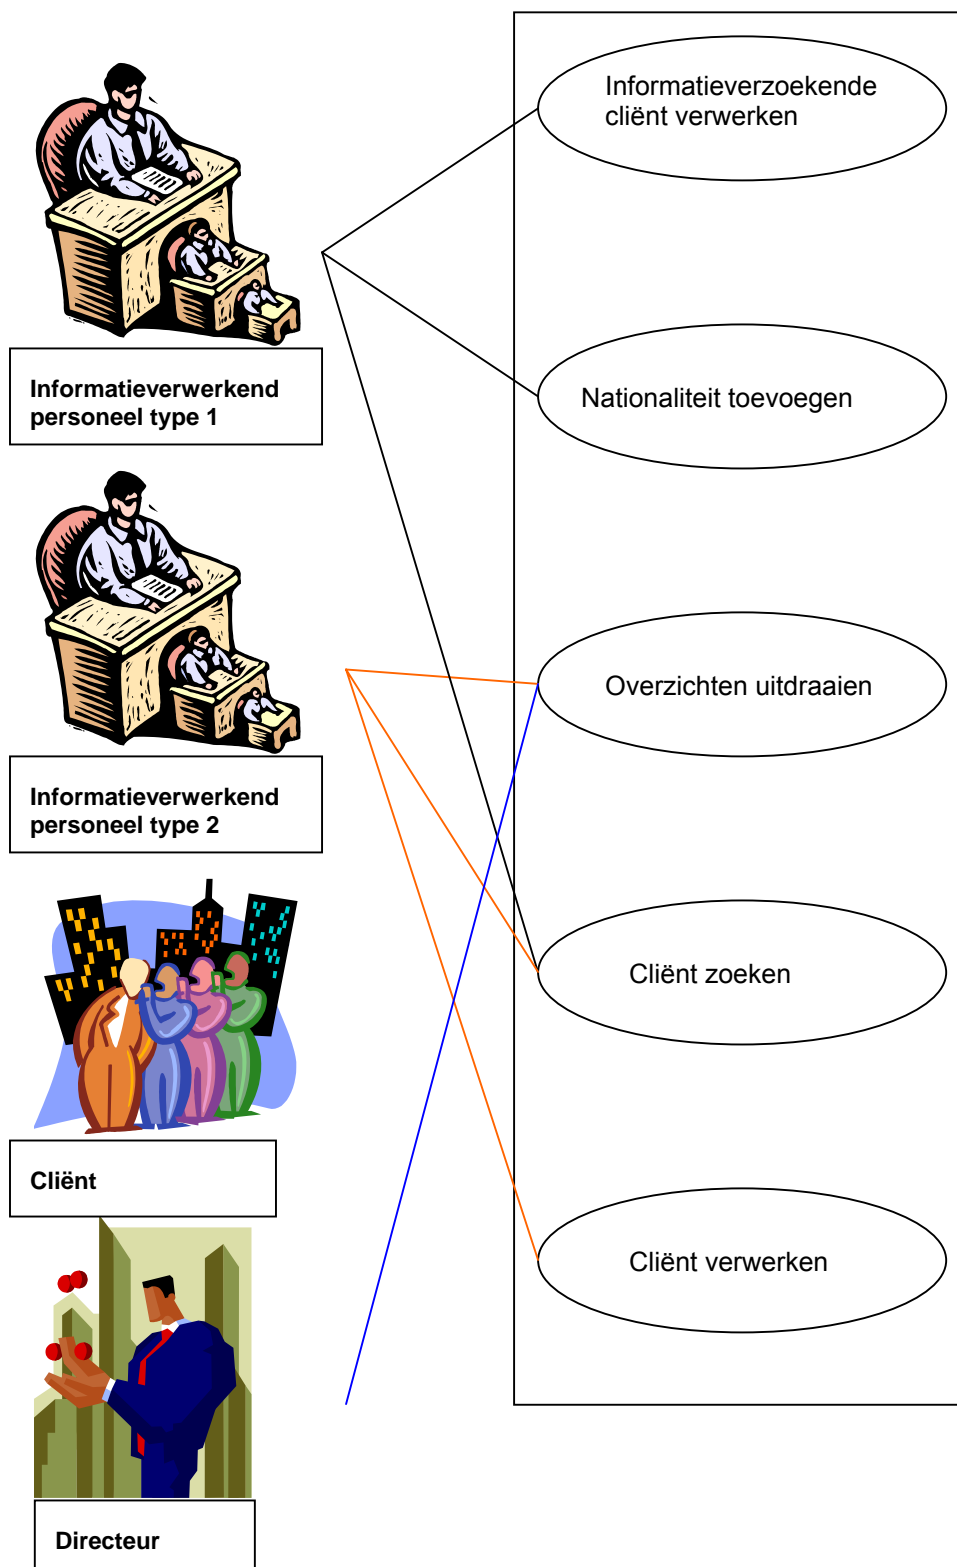 Informatieverzoekende
cliënt verwerken
Informatieverwerkend
personeel type 1
Nationaliteit toevoegen
Overzichten uitdraaien
Informatieverwerkend
personeel type 2
Cliënt zoeken
Cliënt
Cliënt verwerken
Directeur